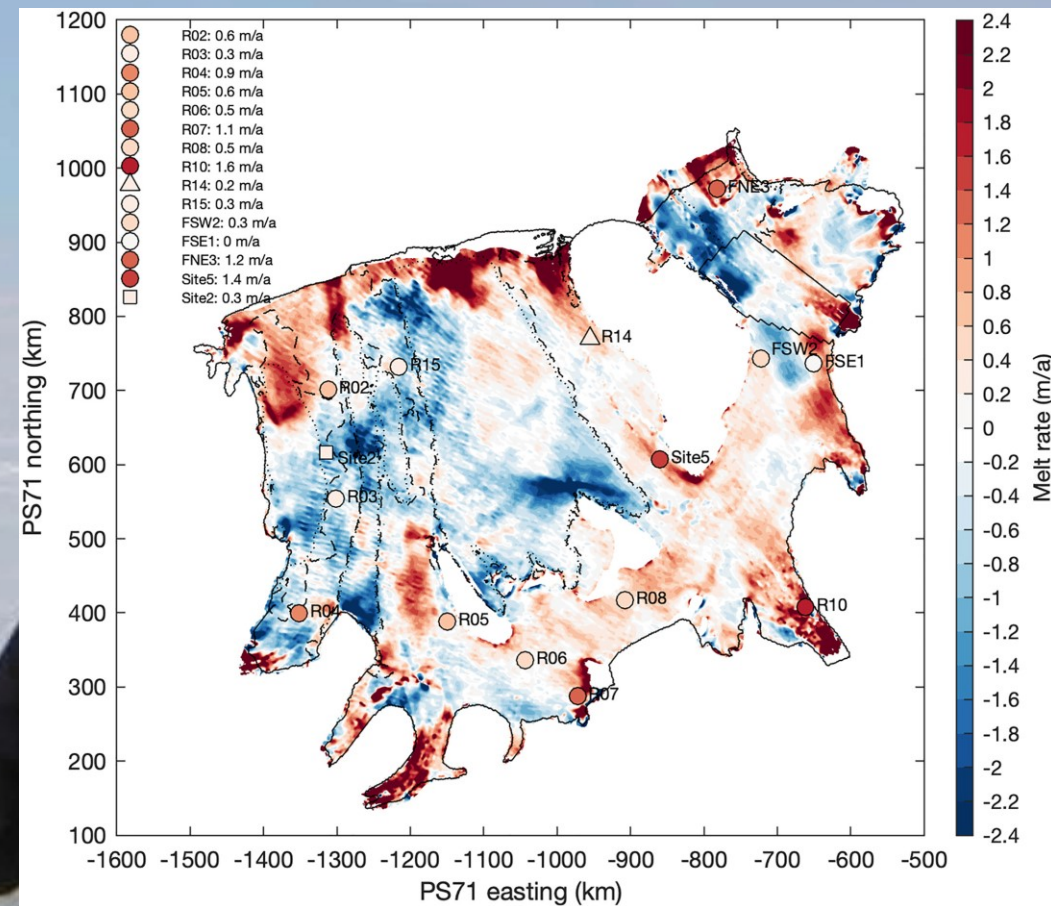 R02: 0.6 m/a
R03: 0.3 m/a
R04: 0.9 m/a
R05: 0.6 m/a
R06: 0.5 m/a
R07: 1.1 m/a
R08: 0.5 m/a
R10: 1.6 m/a
R14: 0.2 m/a
R15: 0.3 m/a
FSW2: 0.3 m/a
FSE1: 0 m/a
FNE3: 1.2 m/a
Site5: 1.4 m/a
Site2: 0.3 m/a
1200
1100
1000
900
800
700
600
500
400
300
200
100
PS71 northing (km)
FNE3
R14
FSW2
FSE1
R15
R02
Site2
Site5
R03
R04
R05
R08
R10
R06
R07
-1600 -1500 -1400 -1300 -1200 -1100 -1000 -900 -800 -700 -600 -500
PS71 easting (km)
2.4
2.2
2
1.8
1.6
1.4
1.2
1
0.8
0.6
0.4
0.2
0
-0.2
-0.4
-0.6
-0.8
-1
-1.2
-1.4
-1.6
-1.8
-2
-2.2
-2.4
Melt rate (m/a)